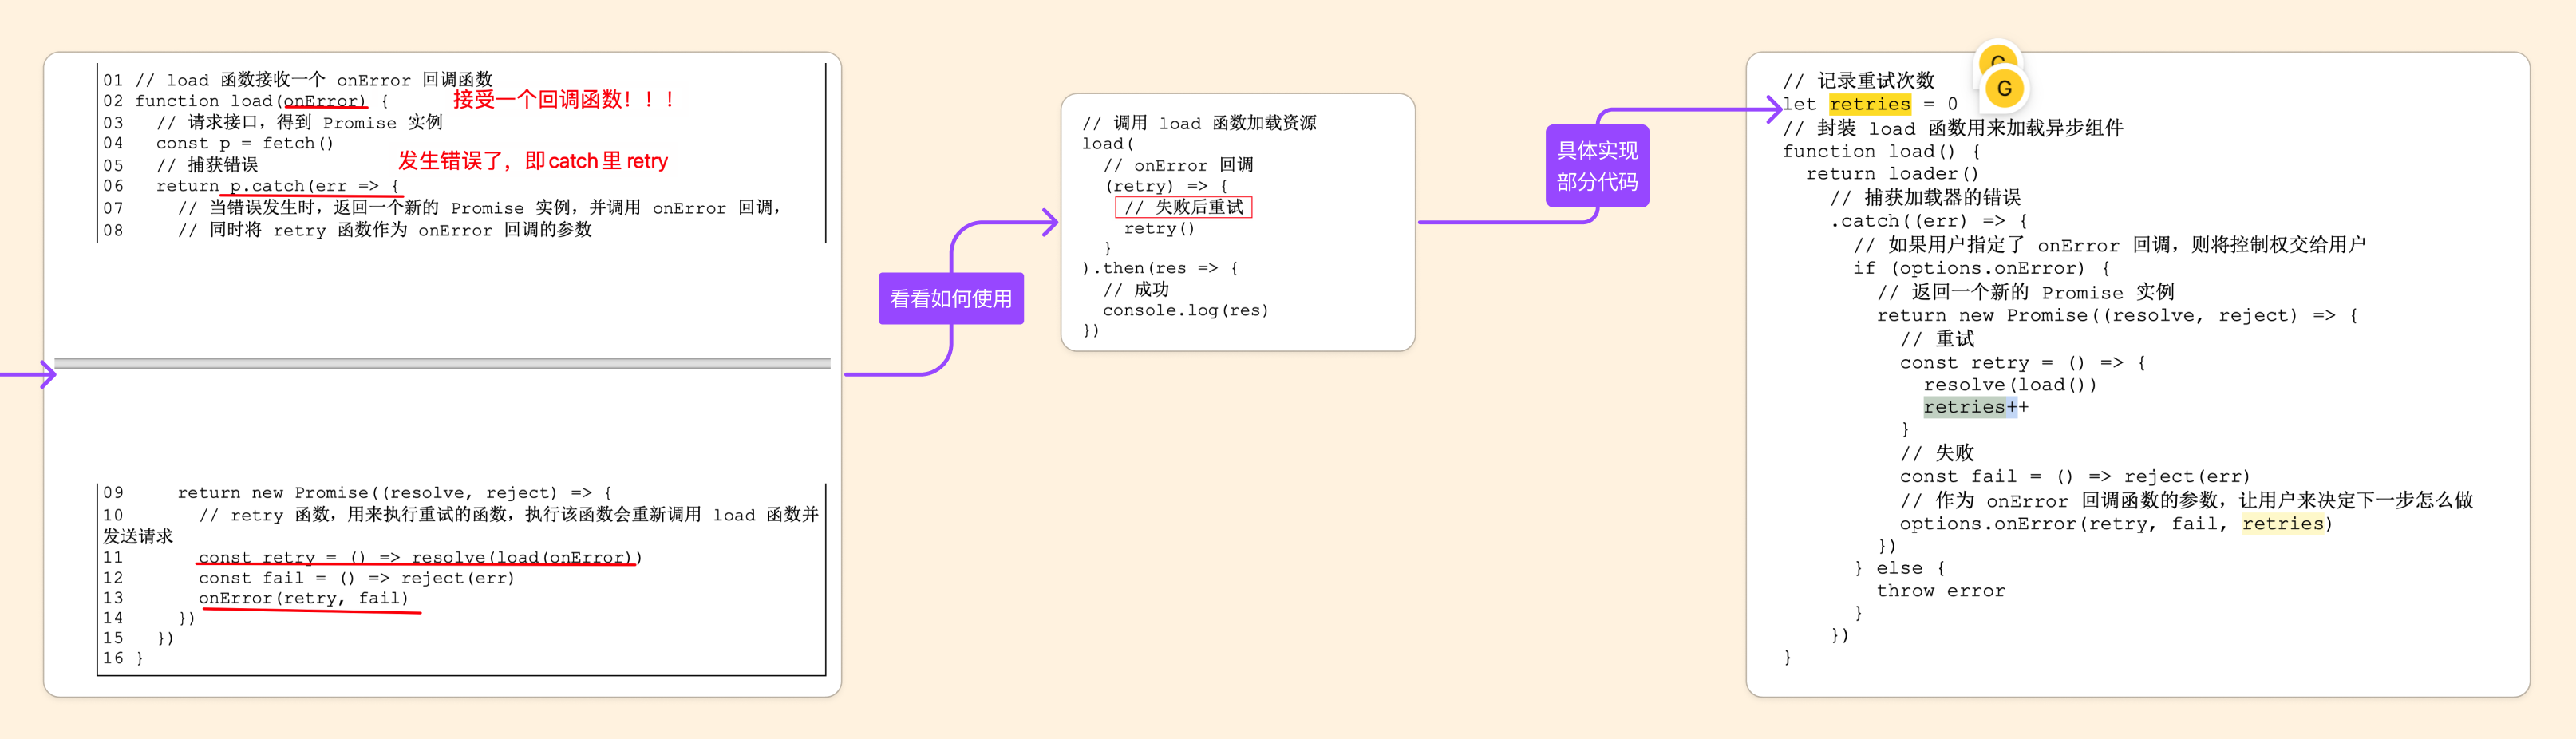 01 // load 函数接收一个 onError 回调函数
02 function load(onError) {
接受一个回调函数！！！
03   // 请求接口，得到 Promise 实例
04   const p = fetch()
05   // 捕获错误
发生错误了，即catch里retry
06   return p.catch(err => {
07     // 当错误发生时，返回一个新的 Promise 实例，并调用 onError 回调，
08     // 同时将 retry 函数作为 onError 回调的参数
09     return new Promise((resolve, reject) => {
10       // retry 函数，用来执行重试的函数，执行该函数会重新调用 load 函数并
发送请求
11       const retry = () => resolve(load(onError))
12       const fail = () => reject(err)
13       onError(retry, fail)
14     })
15   })
16 }
看看如何使用
// 调用 load 函数加载资源
load(
  // onError 回调
  (retry) => {
    // 失败后重试
    retry()
  }
).then(res => {
  // 成功
  console.log(res)
})
具体实现
部分代码
G
G
// 记录重试次数
let retries = 0
// 封装 load 函数用来加载异步组件
function load() {
  return loader()
    // 捕获加载器的错误
    .catch((err) => {
      // 如果用户指定了 onError 回调，则将控制权交给用户
      if (options.onError) {
        // 返回一个新的 Promise 实例
        return new Promise((resolve, reject) => {
          // 重试
          const retry = () => {
            resolve(load())
            retries++
          }
          // 失败
          const fail = () => reject(err)
          // 作为 onError 回调函数的参数，让用户来决定下一步怎么做
          options.onError(retry, fail, retries)
        })
      } else {
        throw error
      }
    })
}